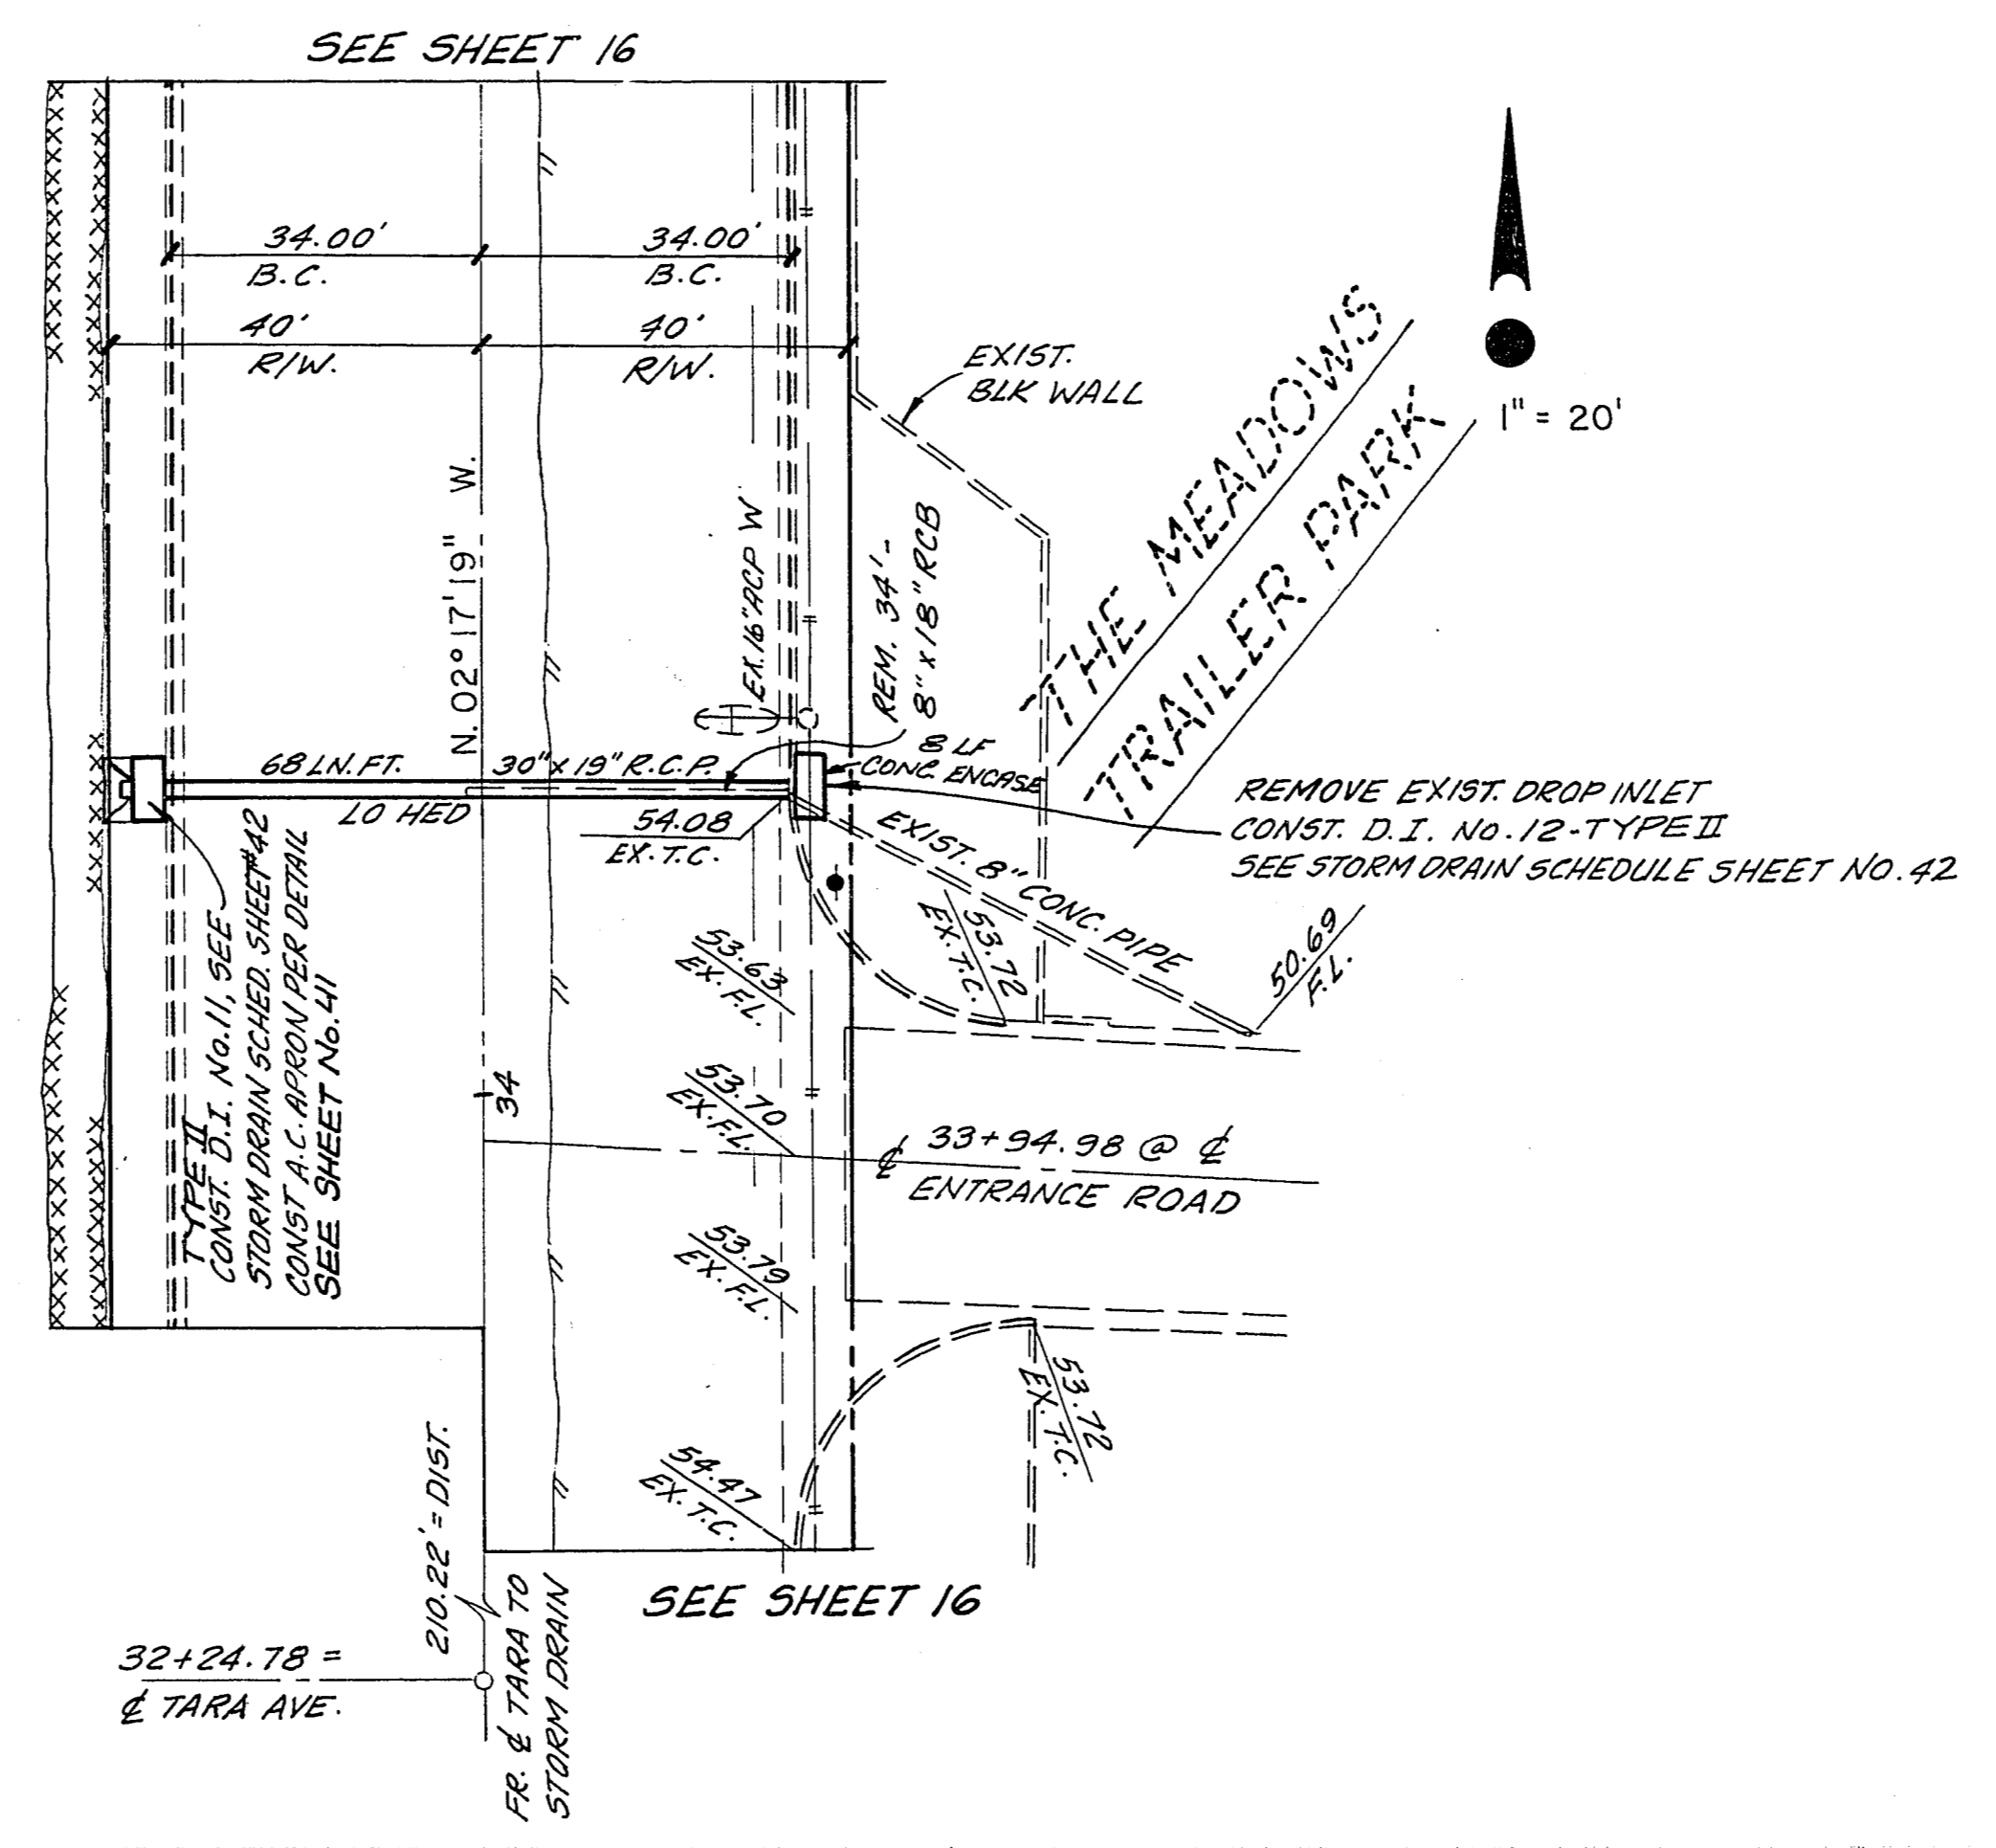 SEE SHEET 16
34.00'
B.C.
34.00'
B.C.
40'
R/W.
40'
R/W.
EXIST.
BLK WALL
1" = 20'
THE MEADOWS
TRAILER PARK
N. 02° 17' 19" W.
EX. 16" ACP W
REM. 34'-
8" x 18" RCB
68 LN. FT.
30" x 19" R.C.P.
LO HED
8 LF
CONC. ENCASE
54.08
EX. T.C.
REMOVE EXIST. DROP INLET
CONST. D.I. No. 12-TYPE II
SEE STORM DRAIN SCHEDULE SHEET NO. 42
EXIST. 8" CONC. PIPE
TYPE II
CONST. D.I. No. 11, SEE
STORM DRAIN SCHED. SHEET #42
CONST A.C. APRON PER DETAIL
SEE SHEET No. 41
53.63
EX. F.L.
53.72
EX. T.C.
50.69
F.L.
34
53.70
EX. F.L.
℄ 33+94.98 @ ℄
ENTRANCE ROAD
53.79
EX. F.L.
53.72
EX. T.C.
54.47
EX. T.C.
210.22' = DIST.
FR. ℄ TARA TO
STORM DRAIN
SEE SHEET 16
32+24.78 =
℄ TARA AVE.